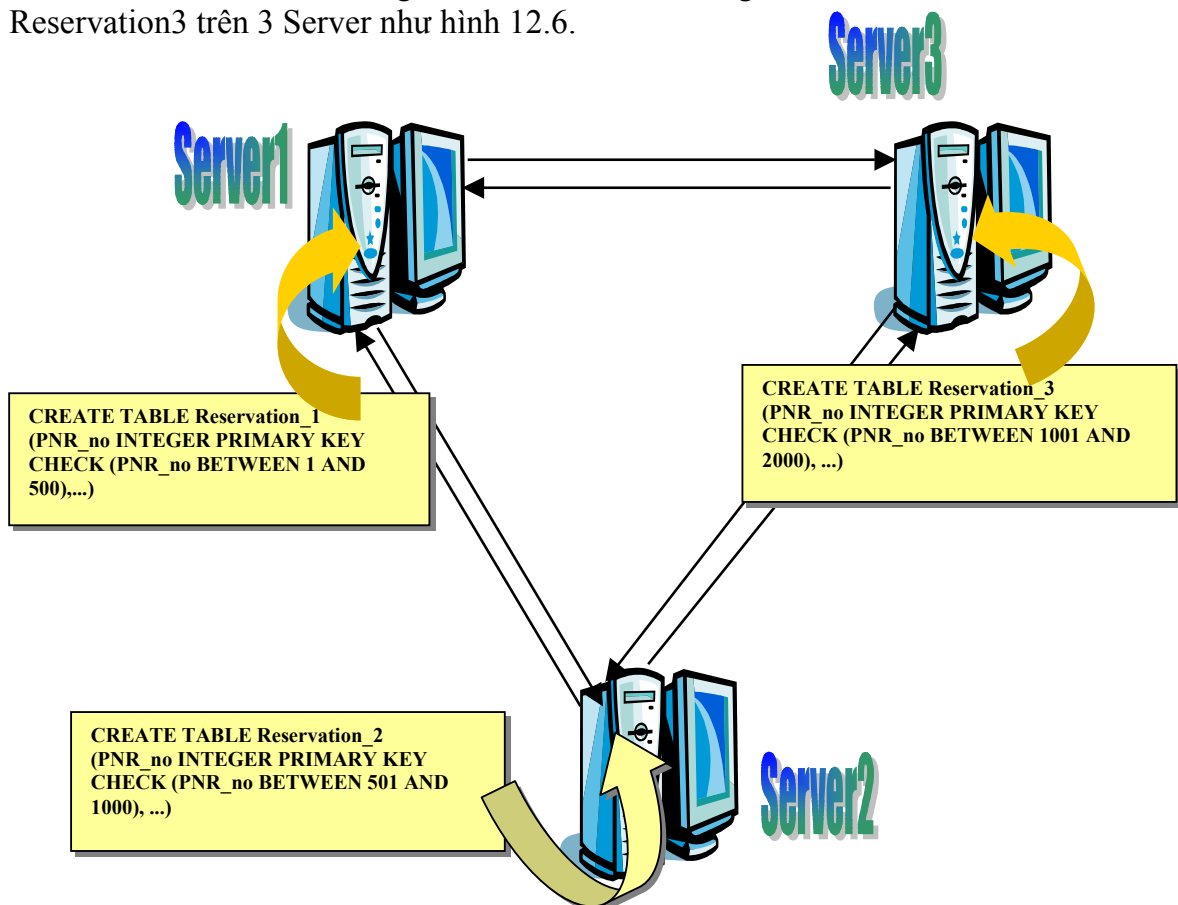 Reservation3 trên 3 Server như hình 12.6.
Server3
Server1
CREATE TABLE Reservation_1
(PNR_no INTEGER PRIMARY KEY
CHECK (PNR_no BETWEEN 1 AND
500),...)
CREATE TABLE Reservation_3
(PNR_no INTEGER PRIMARY KEY
CHECK (PNR_no BETWEEN 1001 AND
2000), ...)
CREATE TABLE Reservation_2
(PNR_no INTEGER PRIMARY KEY
CHECK (PNR_no BETWEEN 501 AND
1000), ...)
Server2